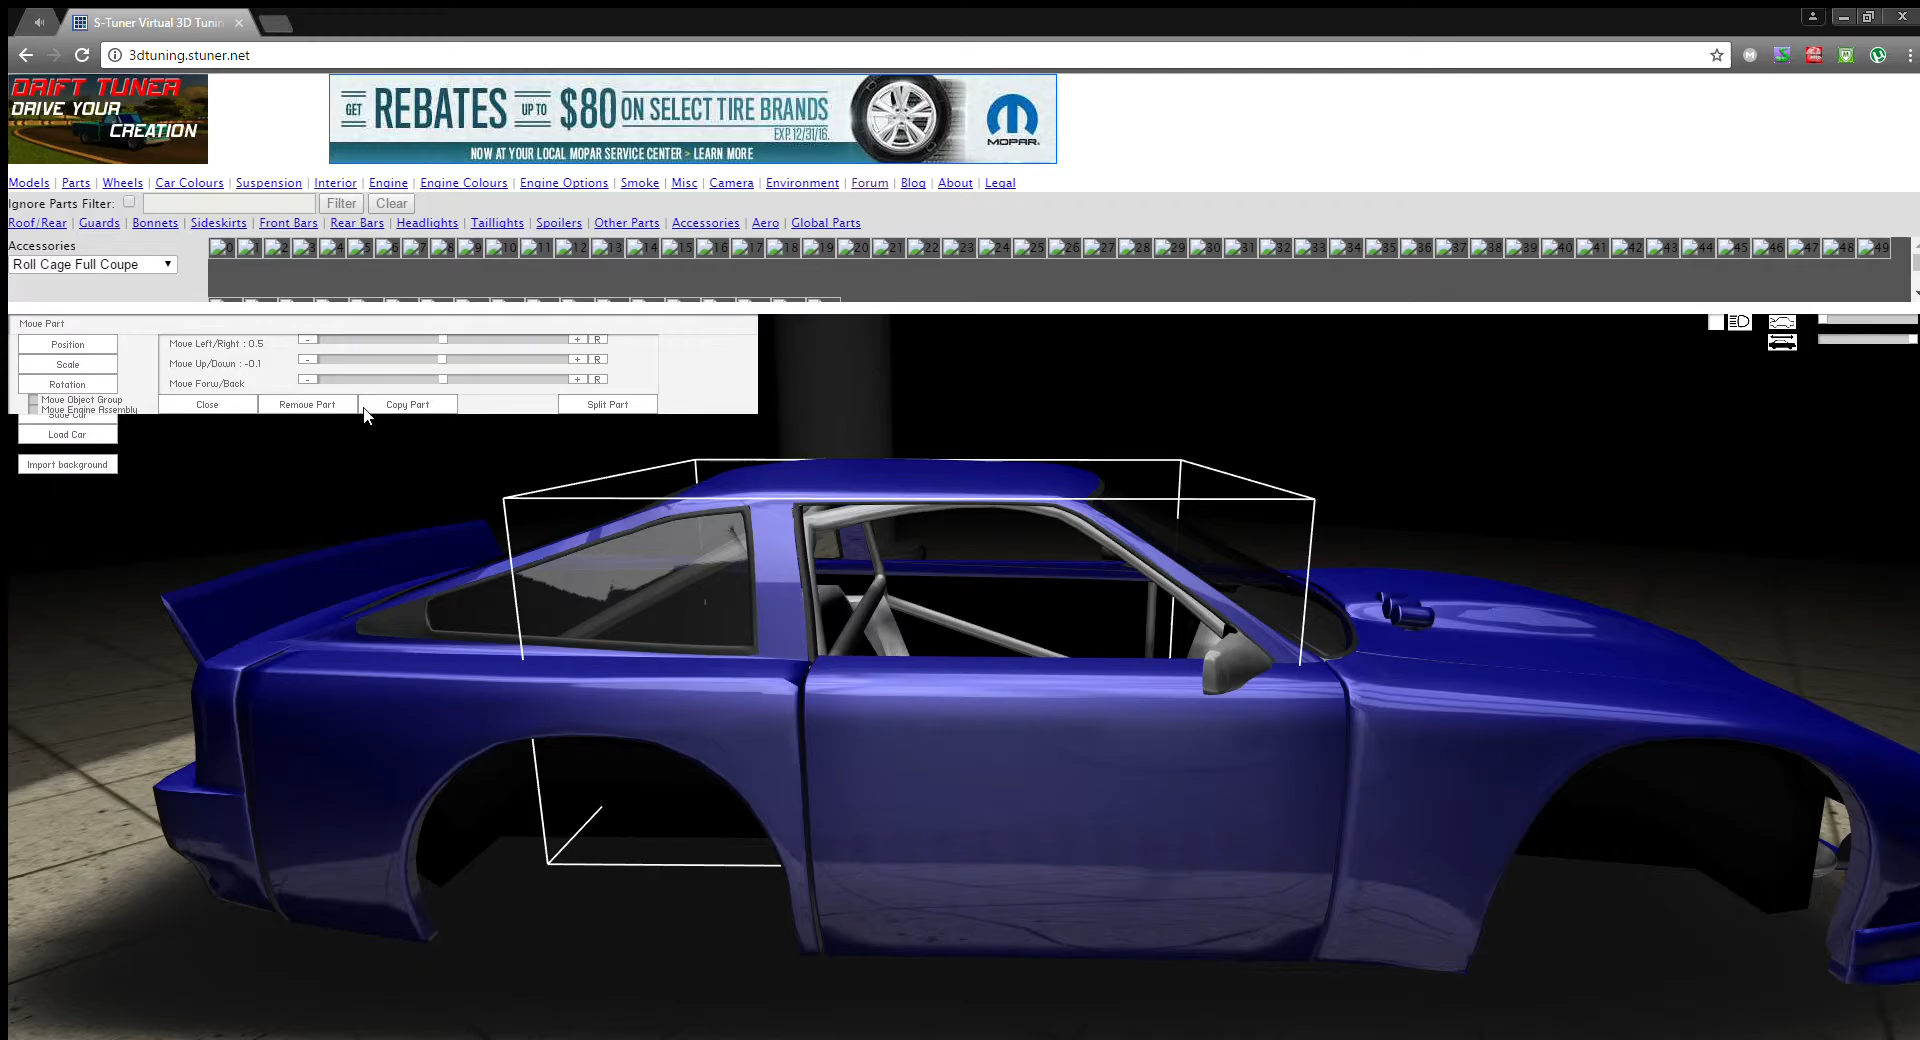 S-Tuner Virtual 3D Tunin
3dtuning.stuner.net
DRIFT TUNER
DRIVE YOUR
CREATION
GET REBATES UP TO $80 ON SELECT TIRE BRANDS
EXP. 12/31/16.
NOW AT YOUR LOCAL MOPAR SERVICE CENTER > LEARN MORE
MOPAR
Models | Parts | Wheels | Car Colours | Suspension | Interior | Engine | Engine Colours | Engine Options | Smoke | Misc | Camera | Environment | Forum | Blog | About | Legal
Ignore Parts Filter: Filter Clear
Roof/Rear | Guards | Bonnets | Sideskirts | Front Bars | Rear Bars | Headlights | Taillights | Spoilers | Other Parts | Accessories | Aero | Global Parts
Accessories
Roll Cage Full Coupe
0 1 2 3 4 5 6 7 8 9 10 11 12 13 14 15 16 17 18 19 20 21 22 23 24 25 26 27 28 29 30 31 32 33 34 35 36 37 38 39 40 41 42 43 44 45 46 47 48 49
Move Part
Position
Scale
Rotation
Move Left/Right : 0.5 - + R
Move Up/Down : -0.1 - + R
Move Forw/Back - + R
Move Object Group
Move Engine Assembly
Close Remove Part Copy Part Split Part
Save Car
Load Car
Import background